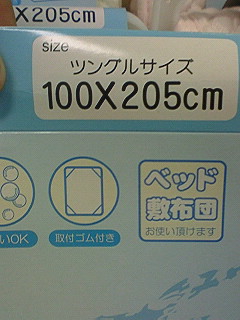 X205cm
size
ツングルサイズ
100X205cm
いOK
取付ゴム付き
ベッド
敷布団
お使い頂けます